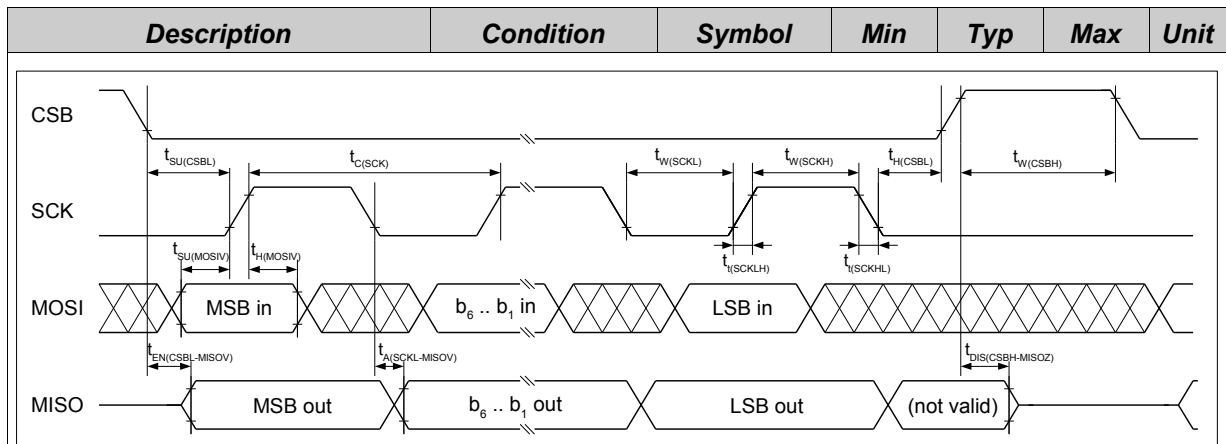 Description Condition Symbol Min Typ Max Unit
CSB
tSU(CSBL) tC(SCK) tW(SCKL) tW(SCKH) tH(CSBL) tW(CSBH)
SCK
tSU(MOSIV) tH(MOSIV) tt(SCKLH) tt(SCKHL)
MOSI MSB in b6 .. b1 in LSB in
tEN(CSBL-MISOV) tA(SCKL-MISOV) tDIS(CSBH-MISOZ)
MISO MSB out b6 .. b1 out LSB out (not valid)